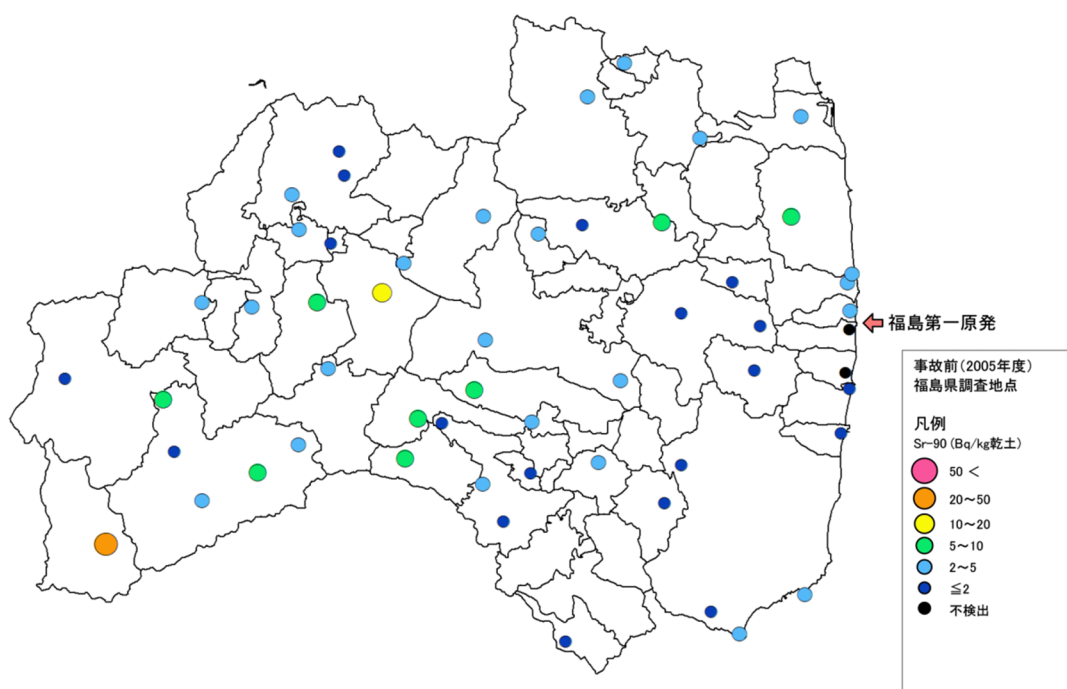 福島第一原発
事故前(2005年度)
福島県調査地点
凡例
Sr-90 (Bq/kg乾土)
50 <
20~50
10~20
5~10
2~5
≦2
不検出